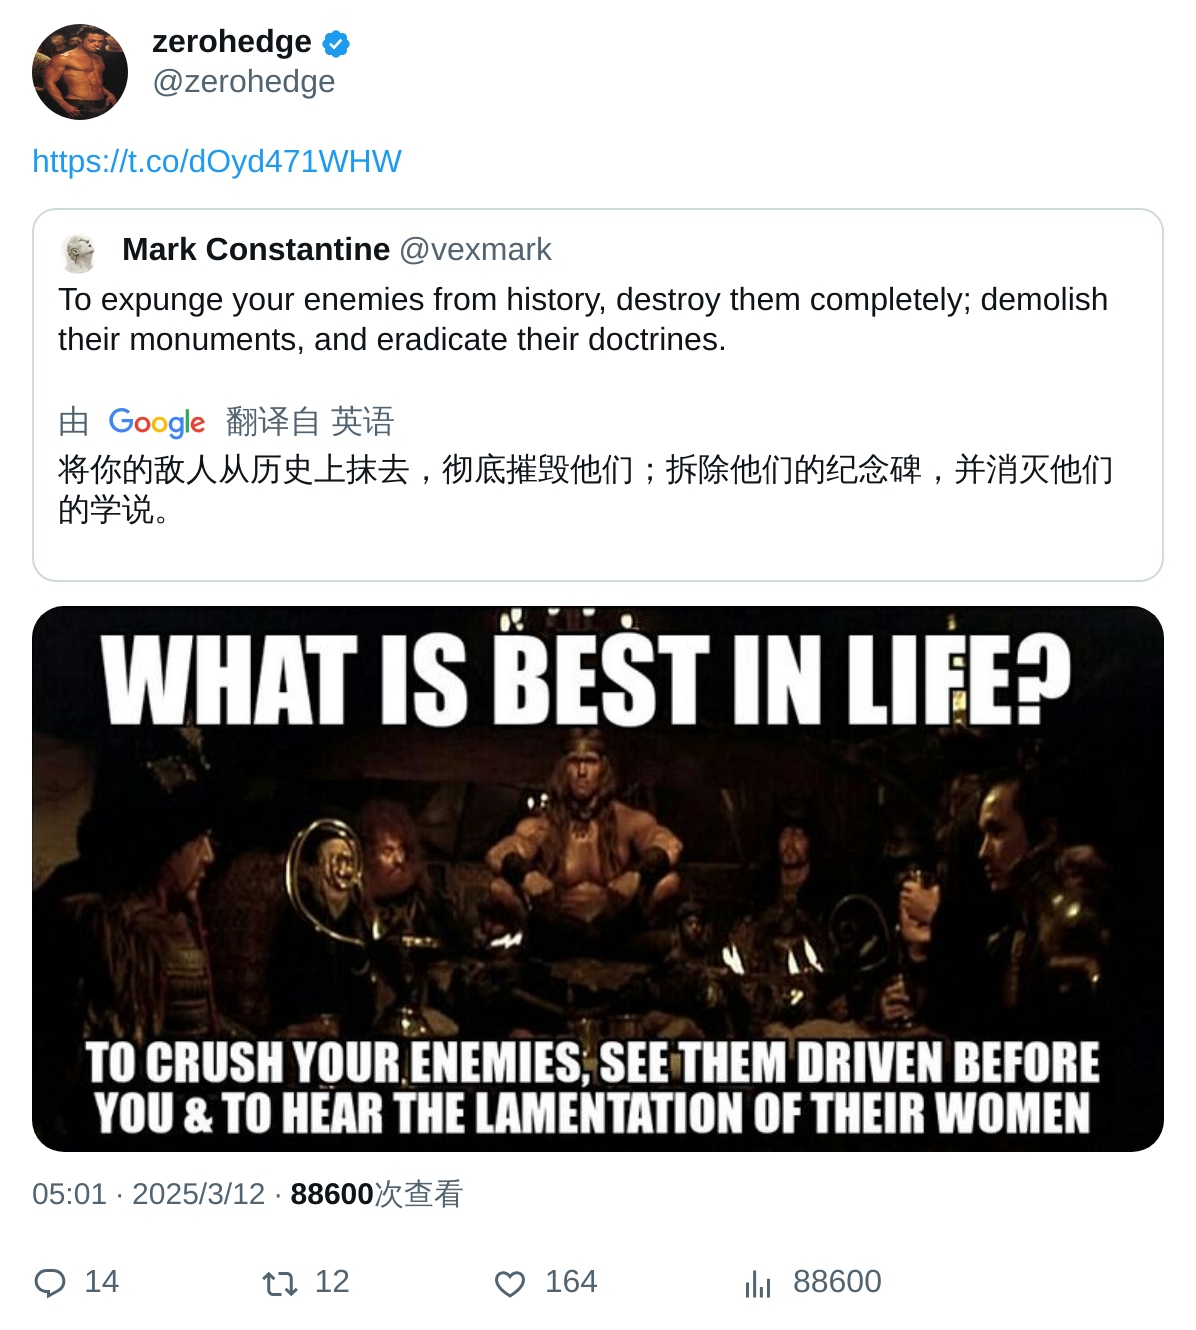 zerohedge
@zerohedge
https://t.co/dOyd471WHW
Mark Constantine @vexmark
To expunge your enemies from history, destroy them completely; demolish
their monuments, and eradicate their doctrines.
由 Google 翻译自 英语
将你的敌人从历史上抹去，彻底摧毁他们；拆除他们的纪念碑，并消灭他们
的学说。
WHAT IS BEST IN LIFE?
TO CRUSH YOUR ENEMIES, SEE THEM DRIVEN BEFORE
YOU & TO HEAR THE LAMENTATION OF THEIR WOMEN
05:01 · 2025/3/12 · 88600次查看
14 12 164 88600